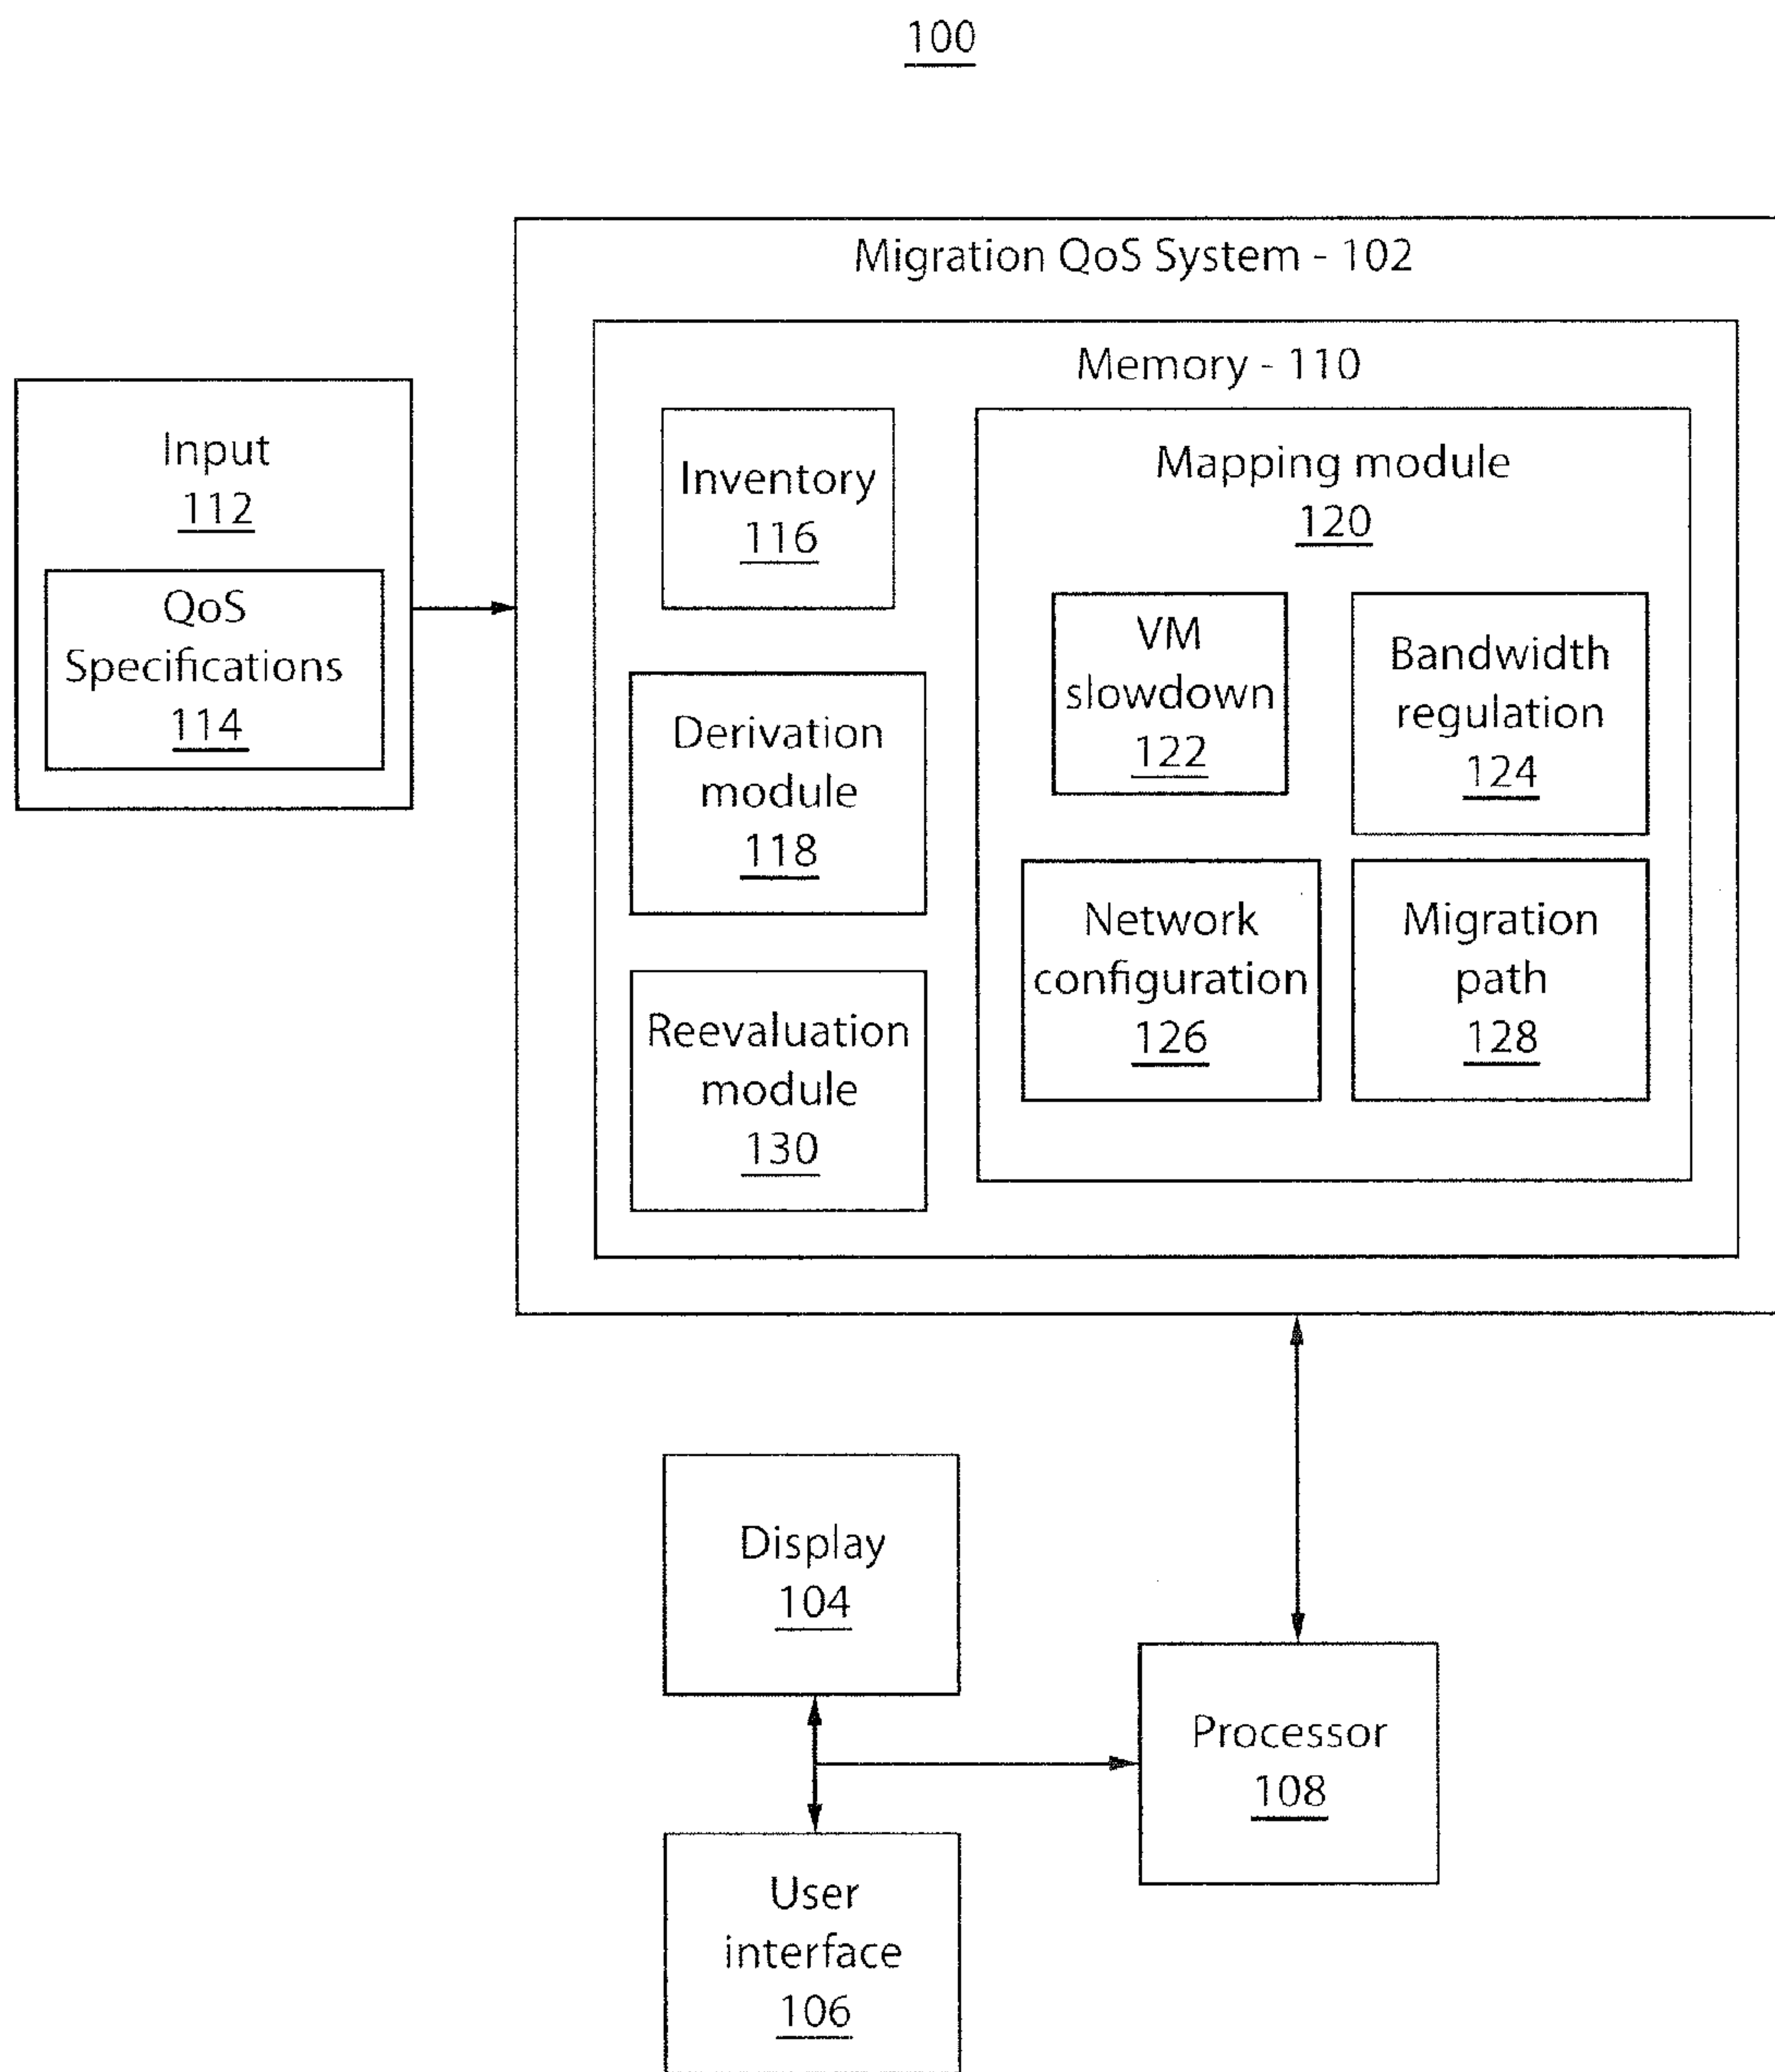 100
Migration QoS System - 102
Memory - 110
Input
112
QoS
Specifications
114
Inventory
116
Derivation
module
118
Reevaluation
module
130
Mapping module
120
VM
slowdown
122
Bandwidth
regulation
124
Network
configuration
126
Migration
path
128
Display
104
Processor
108
User
interface
106